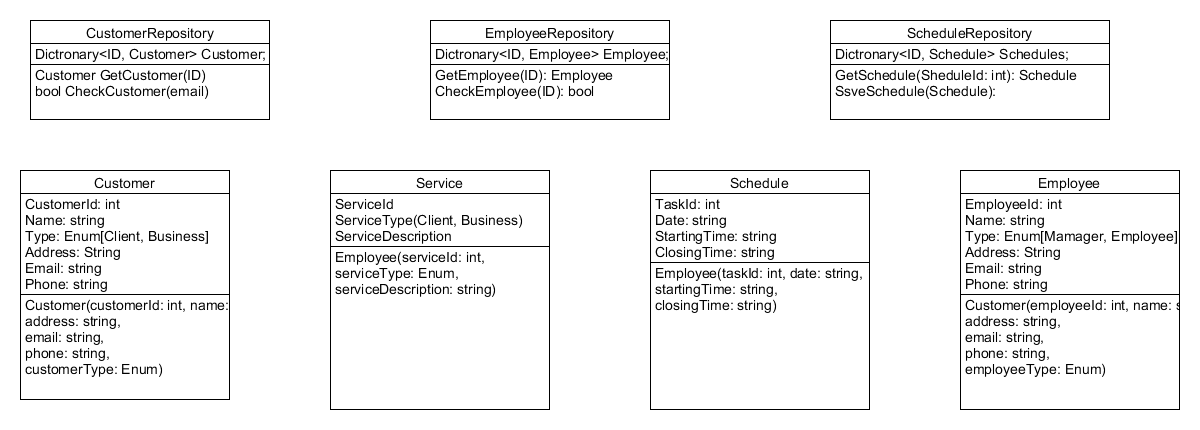 CustomerRepository
Dictronary<ID, Customer> Customer;
Customer GetCustomer(ID)
bool CheckCustomer(email)
EmployeeRepository
Dictronary<ID, Employee> Employee;
GetEmployee(ID): Employee
CheckEmployee(ID): bool
ScheduleRepository
Dictronary<ID, Schedule> Schedules;
GetSchedule(SheduleId: int): Schedule
SsveSchedule(Schedule):
Customer
CustomerId: int
Name: string
Type: Enum[Client, Business]
Address: String
Email: string
Phone: string
Customer(customerId: int, name:
address: string,
email: string,
phone: string,
customerType: Enum)
Service
ServiceId
ServiceType(Client, Business)
ServiceDescription
Employee(serviceId: int,
serviceType: Enum,
serviceDescription: string)
Schedule
TaskId: int
Date: string
StartingTime: string
ClosingTime: string
Employee(taskId: int, date: string,
startingTime: string,
closingTime: string)
Employee
EmployeeId: int
Name: string
Type: Enum[Mamager, Employee]
Address: String
Email: string
Phone: string
Customer(employeeId: int, name: s
address: string,
email: string,
phone: string,
employeeType: Enum)